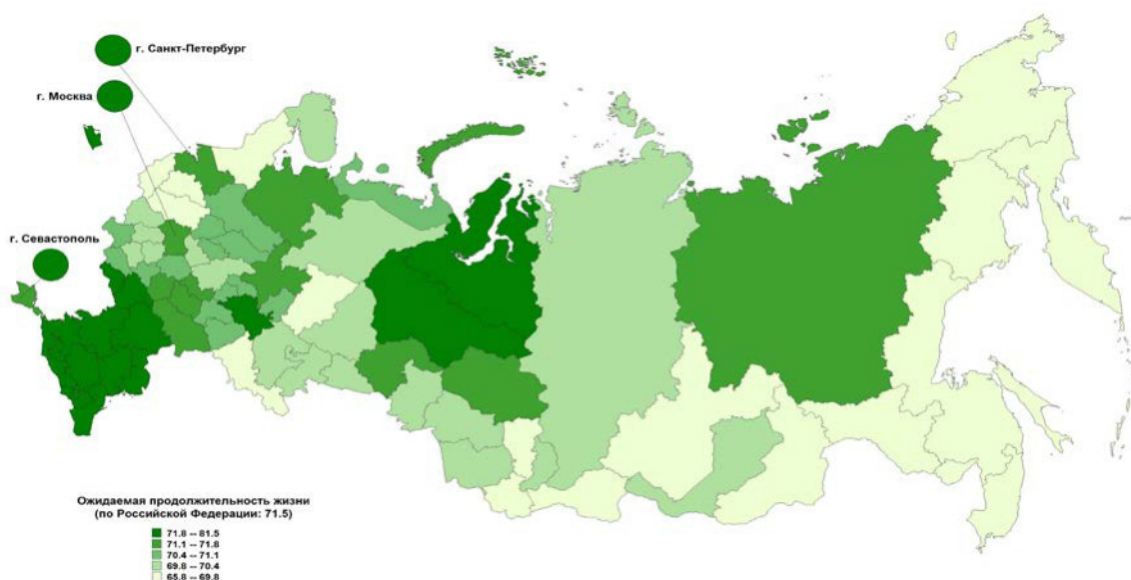 г. Санкт-Петербург
г. Москва
г. Севастополь
Ожидаемая продолжительность жизни
(по Российской Федерации: 71.5)
71.8 -- 81.5
71.1 -- 71.8
70.4 -- 71.1
69.8 -- 70.4
65.8 -- 69.8